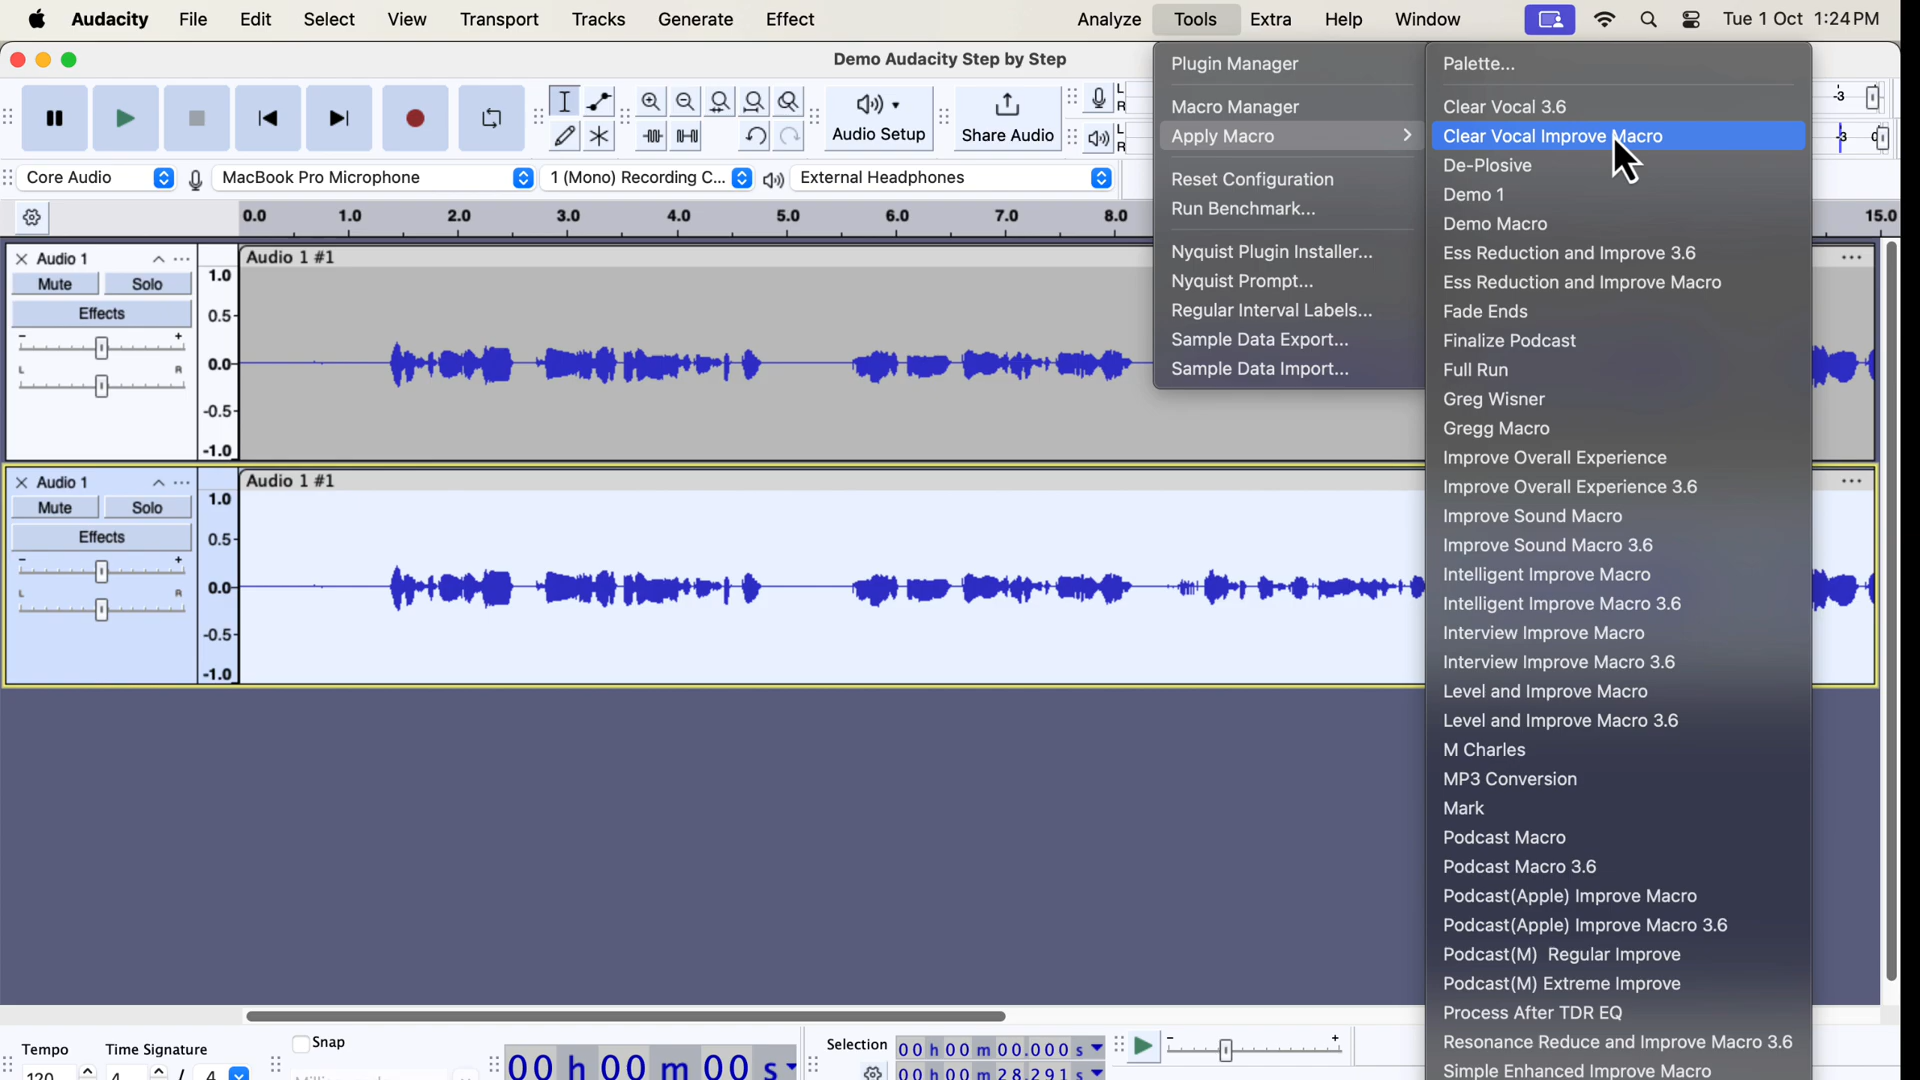 Audacity File Edit Select View Transport Tracks Generate Effect Analyze Tools Extra Help Window Tue 1 Oct 1:24 PM
Demo Audacity Step by Step
Audio Setup
Share Audio
L
R
-3
L
R
-3 0
Core Audio
MacBook Pro Microphone
1 (Mono) Recording C...
External Headphones
0.0 1.0 2.0 3.0 4.0 5.0 6.0 7.0 8.0 15.0
Audio 1
Mute Solo
Effects
- +
L R
1.0
0.5
0.0
-0.5
-1.0
Audio 1 #1
Audio 1
Mute Solo
Effects
- +
L R
1.0
0.5
0.0
-0.5
-1.0
Audio 1 #1
Plugin Manager
Macro Manager
Apply Macro
Reset Configuration
Run Benchmark...
Nyquist Plugin Installer...
Nyquist Prompt...
Regular Interval Labels...
Sample Data Export...
Sample Data Import...
Palette...
Clear Vocal 3.6
Clear Vocal Improve Macro
De-Plosive
Demo 1
Demo Macro
Ess Reduction and Improve 3.6
Ess Reduction and Improve Macro
Fade Ends
Finalize Podcast
Full Run
Greg Wisner
Gregg Macro
Improve Overall Experience
Improve Overall Experience 3.6
Improve Sound Macro
Improve Sound Macro 3.6
Intelligent Improve Macro
Intelligent Improve Macro 3.6
Interview Improve Macro
Interview Improve Macro 3.6
Level and Improve Macro
Level and Improve Macro 3.6
M Charles
MP3 Conversion
Mark
Podcast Macro
Podcast Macro 3.6
Podcast(Apple) Improve Macro
Podcast(Apple) Improve Macro 3.6
Podcast(M) Regular Improve
Podcast(M) Extreme Improve
Process After TDR EQ
Resonance Reduce and Improve Macro 3.6
Simple Enhanced Improve Macro
Tempo
120
Time Signature
4 / 4
Snap
00 h 00 m 00 s
Selection
00 h 00 m 00.000 s
00 h 00 m 28.291 s
- +